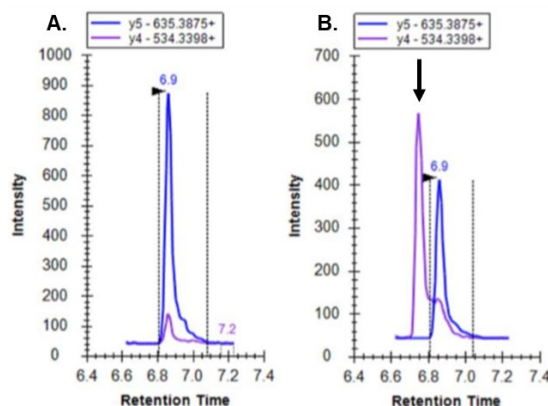 A.
y5 - 635.3875+
y4 - 534.3398+
1000
900
800
700
600
500
400
300
200
100
0
Intensity
6.9
7.2
6.4 6.6 6.8 7.0 7.2 7.4
Retention Time
B.
y5 - 635.3875+
y4 - 534.3398+
700
600
500
400
300
200
100
0
Intensity
6.9
6.4 6.6 6.8 7.0 7.2 7.4
Retention Time